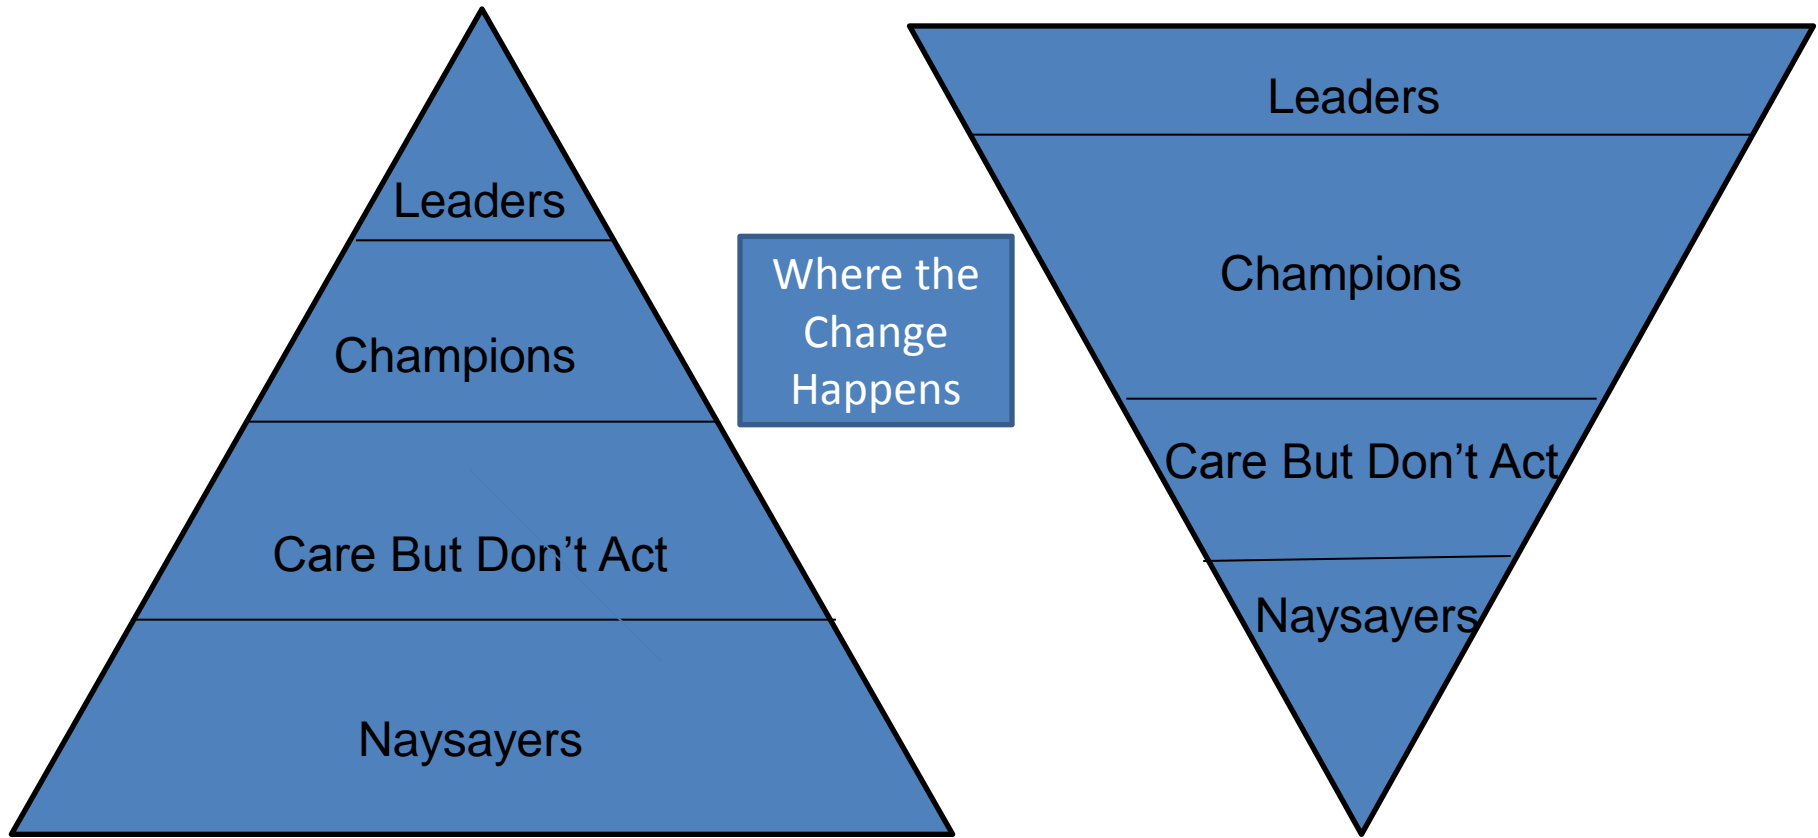 Leaders
Champions
Care But Don't Act
Naysayers
Where the
Change
Happens
Leaders
Champions
Care But Don't Act
Naysayers